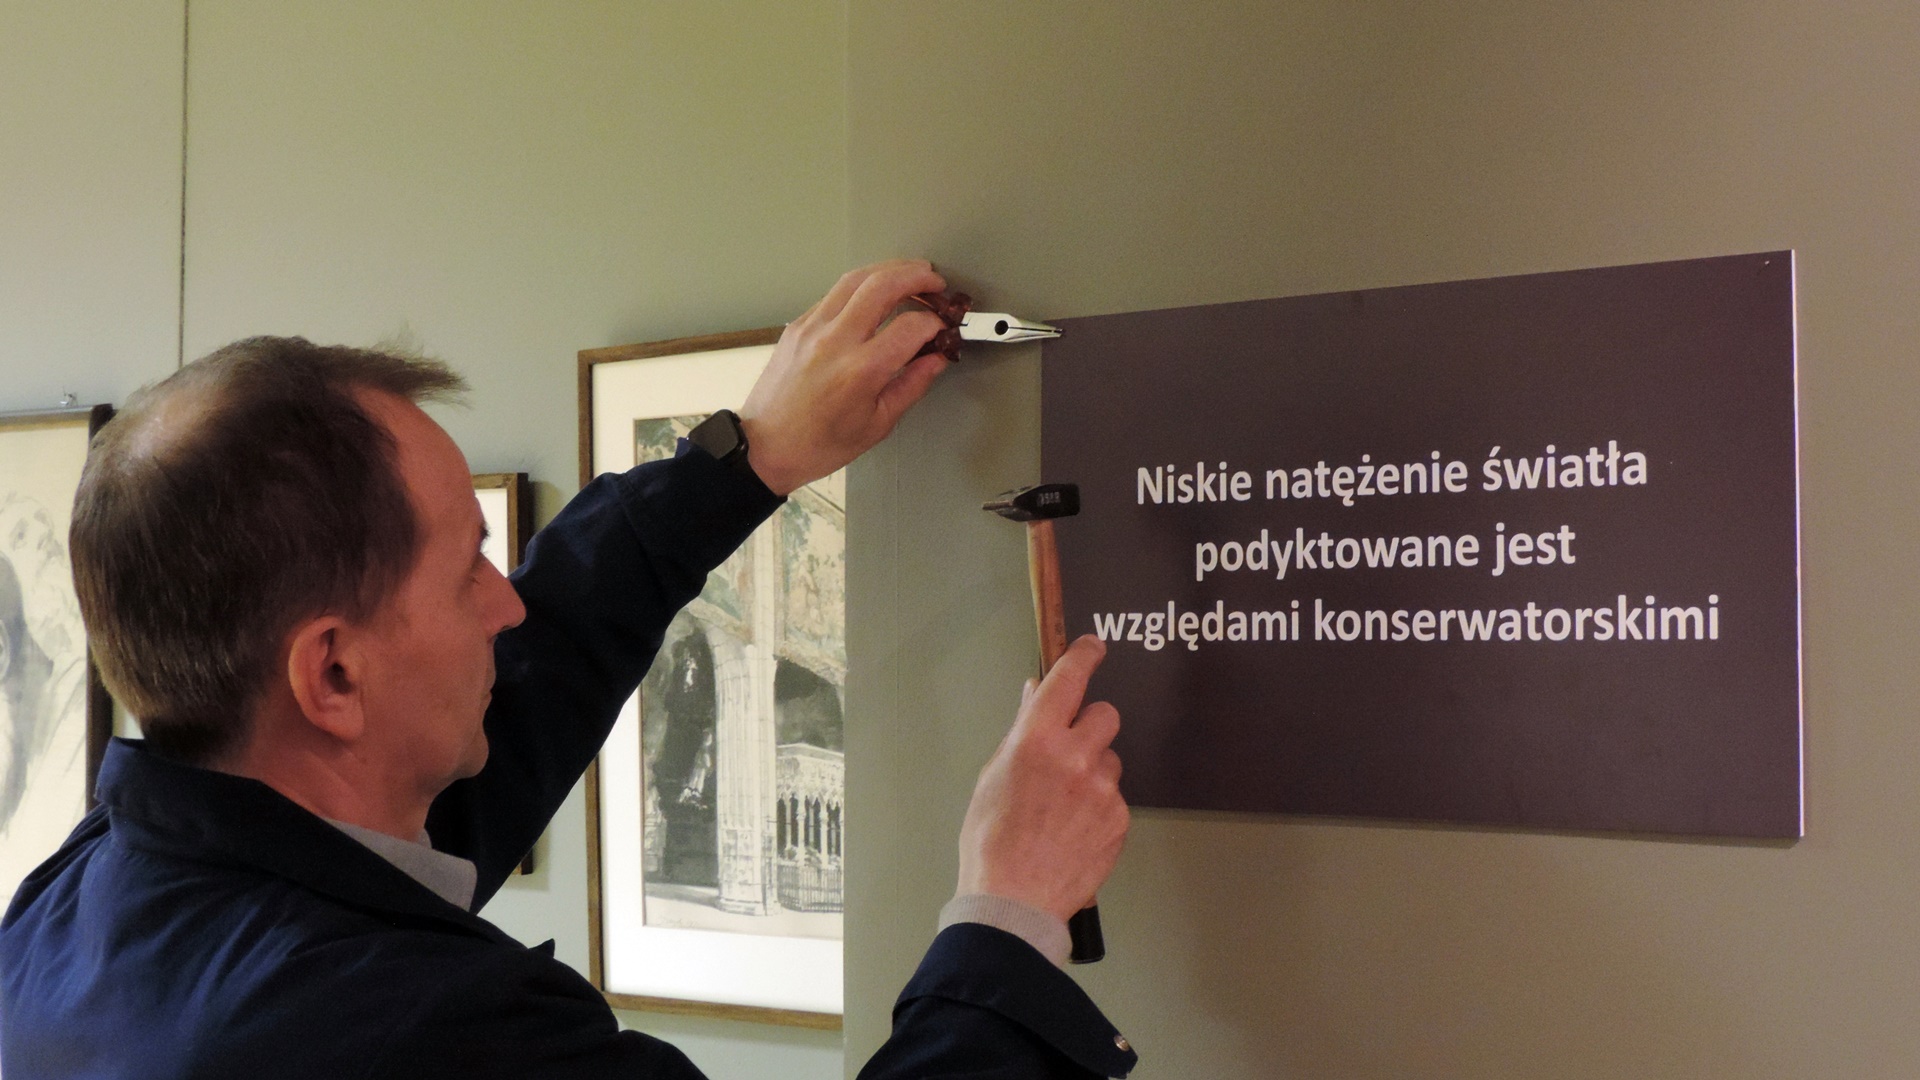 Niskie natężenie światła
podyktowane jest
względami konserwatorskimi